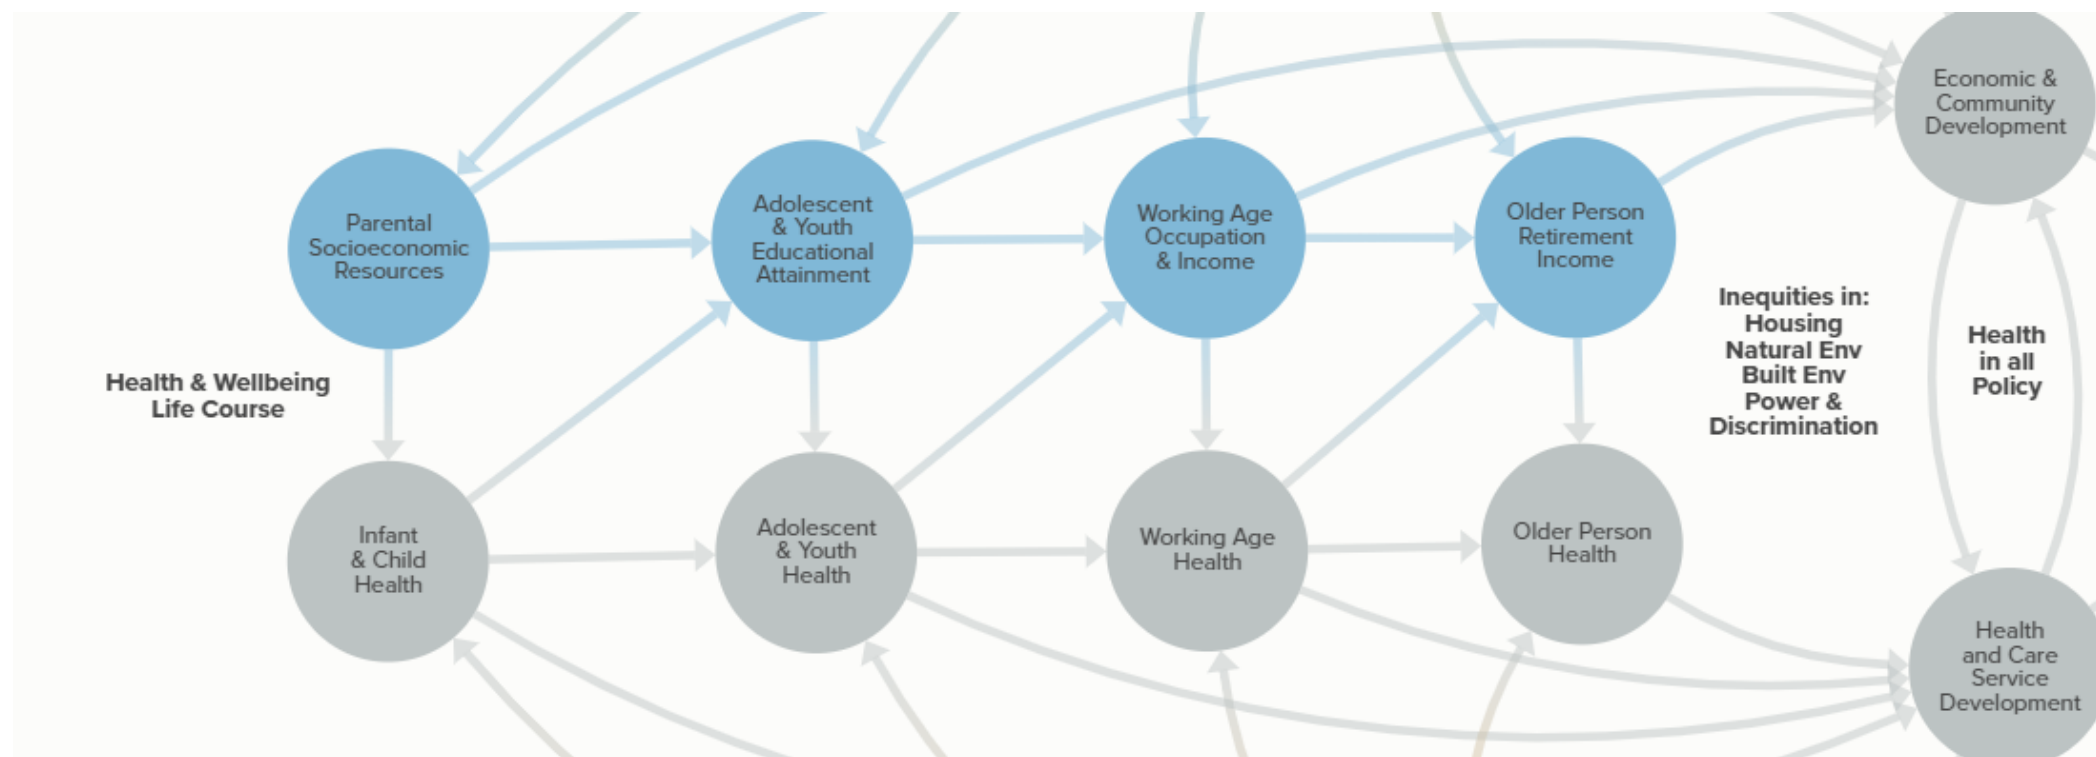 Economic &
Community
Development
Parental
Socioeconomic
Resources
Adolescent
& Youth
Educational
Attainment
Working Age
Occupation
& Income
Older Person
Retirement
Income
Inequities in:
Housing
Natural Env
Built Env
Power &
Discrimination
Health
in all
Policy
Health & Wellbeing
Life Course
Infant
& Child
Health
Adolescent
& Youth
Health
Working Age
Health
Older Person
Health
Health
and Care
Service
Development